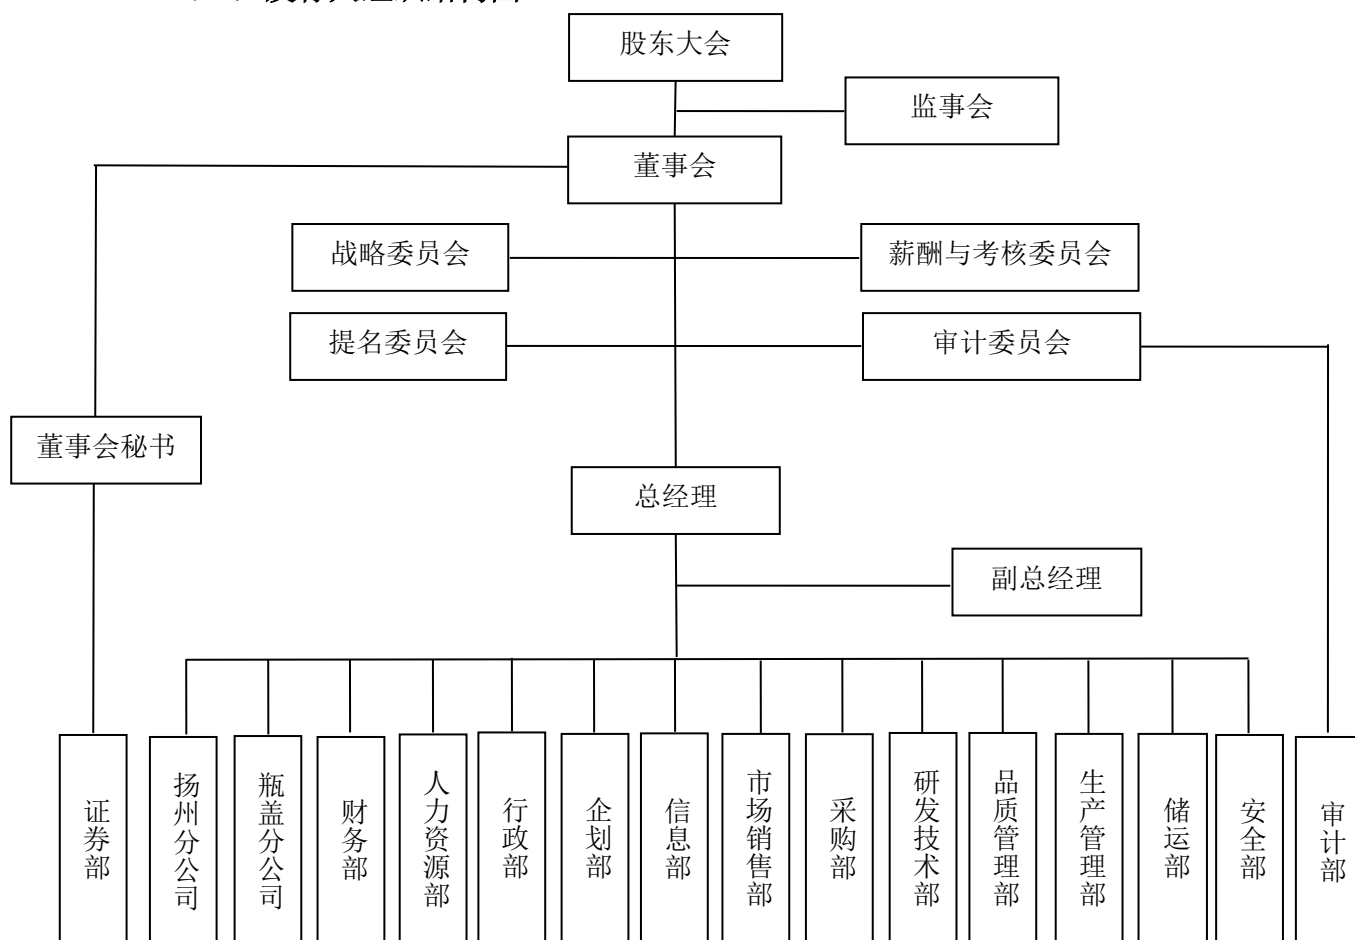 股东大会
监事会
董事会
战略委员会
薪酬与考核委员会
提名委员会
审计委员会
董事会秘书
总经理
副总经理
证券部
扬州分公司
瓶盖分公司
财务部
人力资源部
行政部
企划部
信息部
市场销售部
采购部
研发技术部
品质管理部
生产管理部
储运部
安全部
审计部